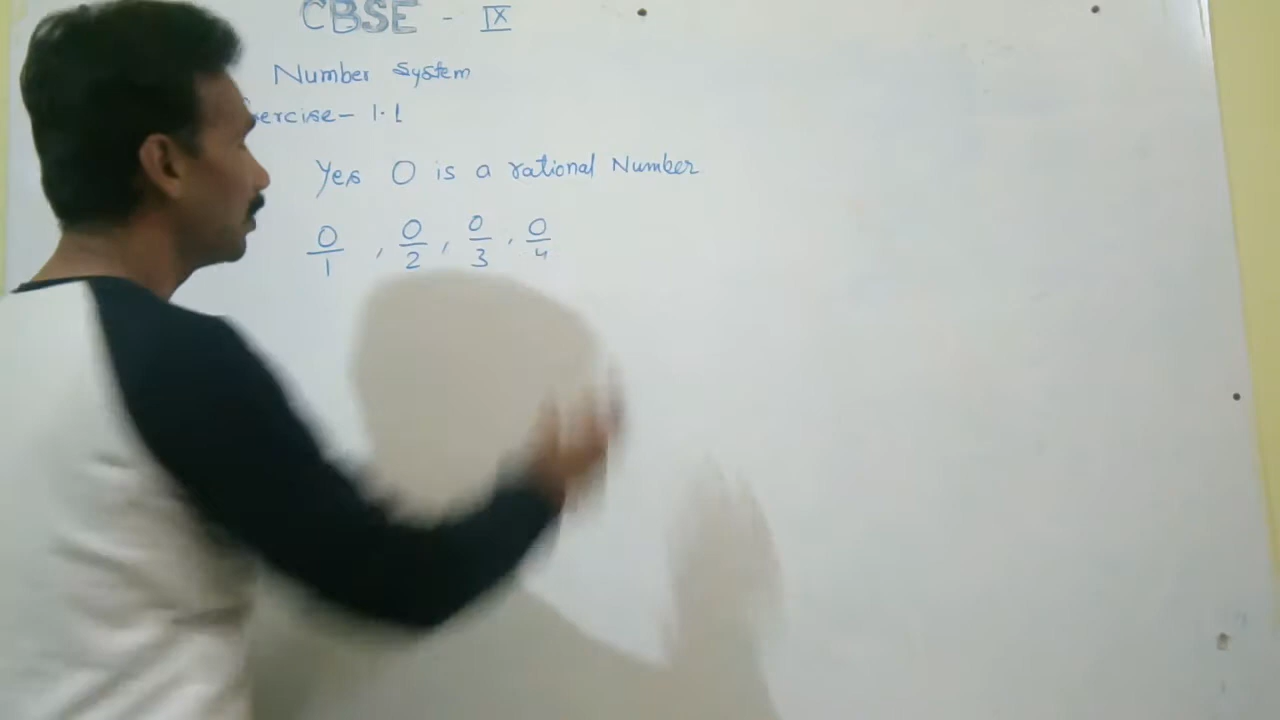 CBSE - IX
Number System
Exercise- 1.1
Yes 0 is a rational Number
0/1, 0/2, 0/3, 0/4